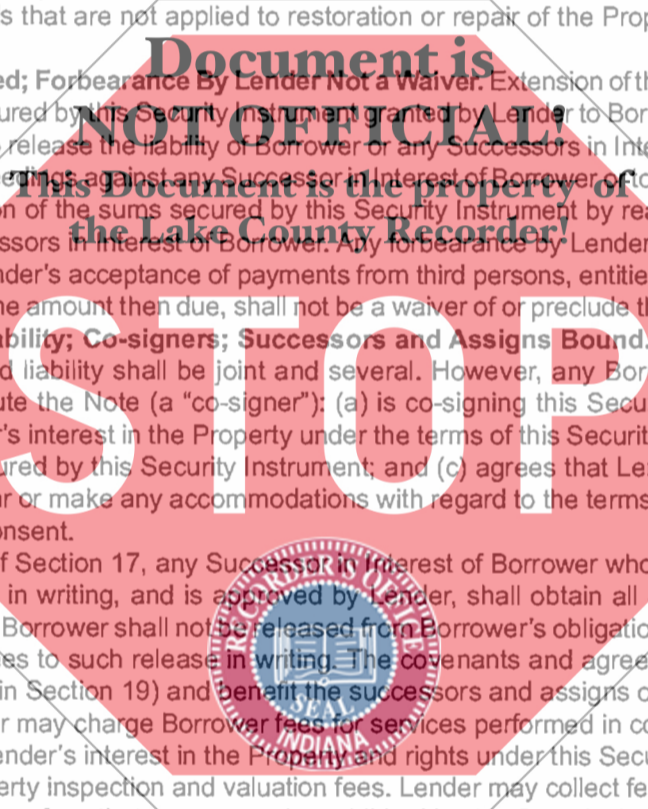 s that are not applied to restoration or repair of the Prop
Document is
ed; Forbearance By Lender Not a Waiver. Extension of th
ured by this Security Instrument granted by Lender to Bor
NOT OFFICIAL!
release the liability of Borrower or any Successors in Inte
This Document is the property of
against any Successor in Interest of Borrower or to
n of the sums secured by this Security Instrument by rea
the Lake County Recorder!
ssors in Interest of Borrower. Any forbearance by Lender
nder's acceptance of payments from third persons, entitie
ne amount then due, shall not be a waiver of or preclude th
STOP
bility; Co-signers; Successors and Assigns Bound.
d liability shall be joint and several. However, any Bor
ute the Note (a "co-signer"): (a) is co-signing this Secu
r's interest in the Property under the terms of this Securit
ured by this Security Instrument; and (c) agrees that Le
ar or make any accommodations with regard to the terms
onsent.
f Section 17, any Successor in Interest of Borrower who
in writing, and is approved by Lender, shall obtain all
Borrower shall not be released from Borrower's obligatio
es to such release in writing. The covenants and agree
in Section 19) and benefit the successors and assigns o
r may charge Borrower fees for services performed in co
ender's interest in the Property and rights under this Secu
erty inspection and valuation fees. Lender may collect fe
RECORDER'S OFFICE
SEAL
INDIANA